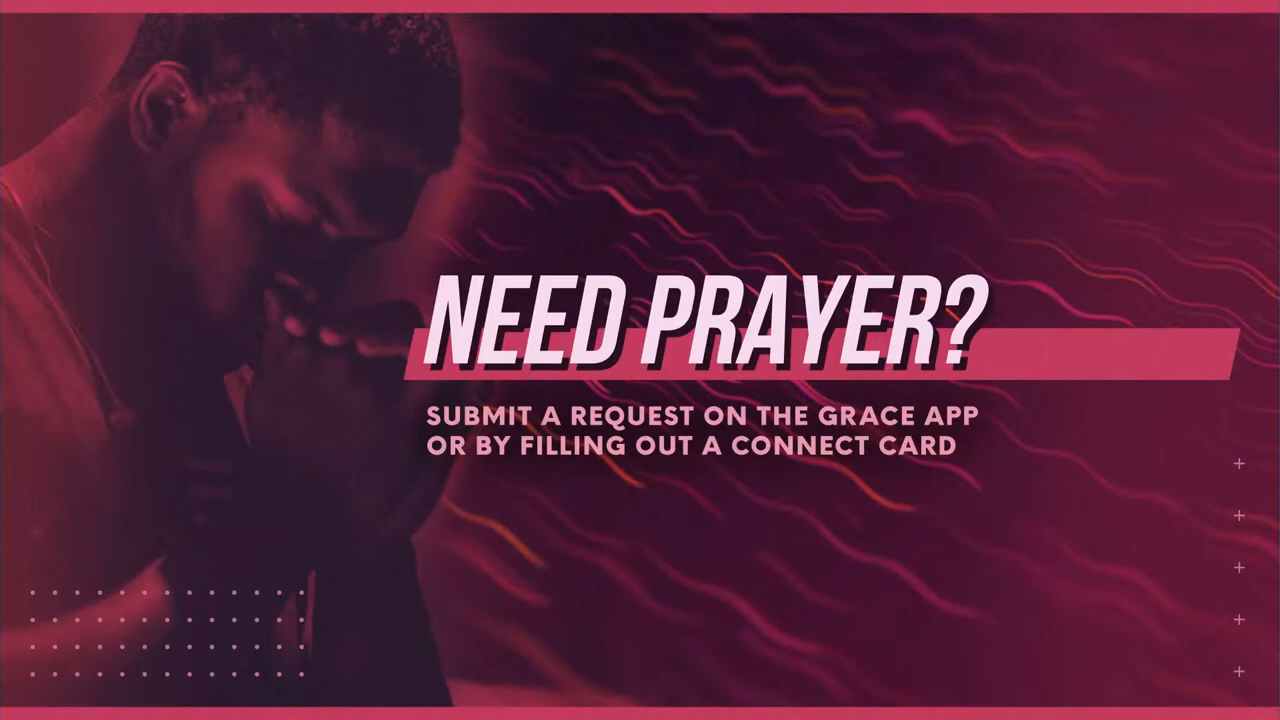 NEED PRAYER?
SUBMIT A REQUEST ON THE GRACE APP
OR BY FILLING OUT A CONNECT CARD